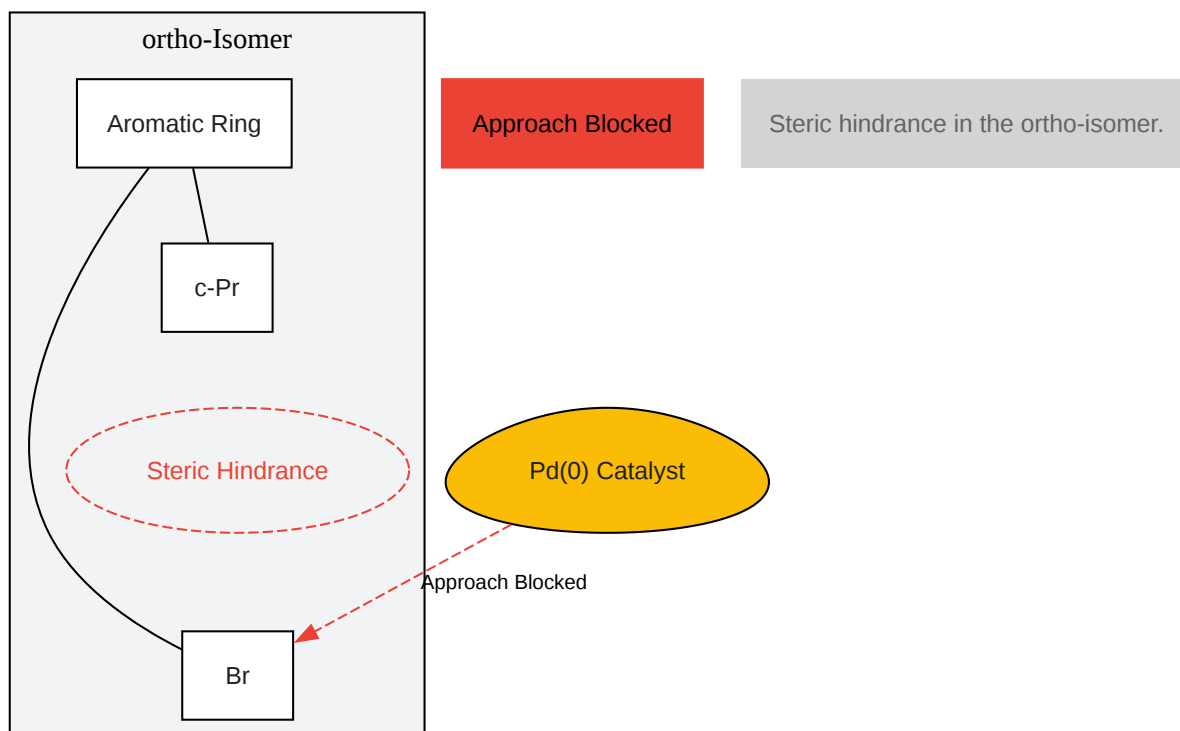 ortho-Isomer
Aromatic Ring
Approach Blocked
Steric hindrance in the ortho-isomer.
c-Pr
Steric Hindrance
Pd(0) Catalyst
Approach Blocked
Br